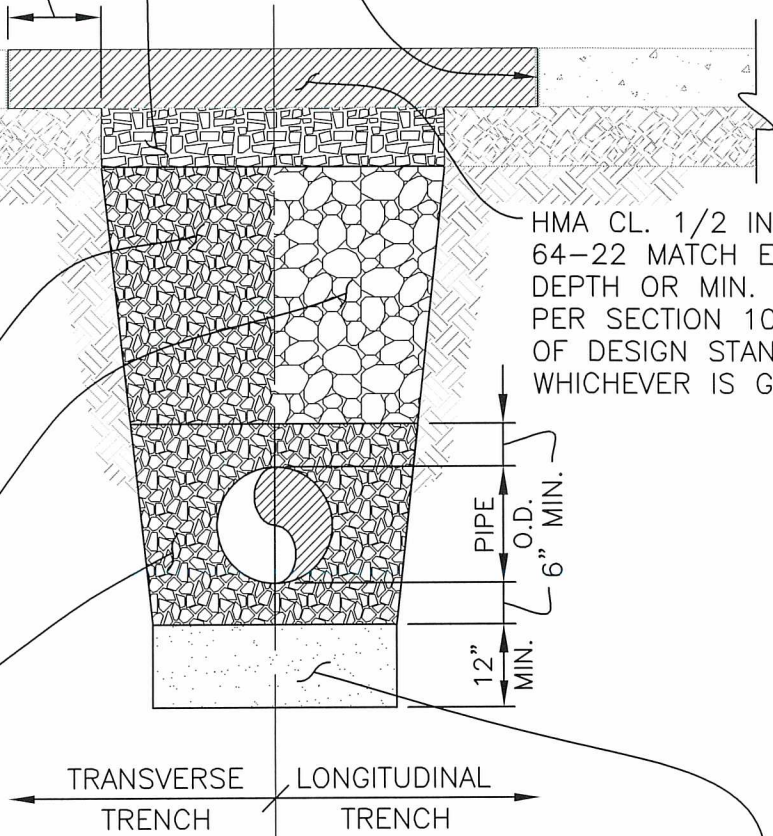 HMA CL. 1/2 IN
64-22 MATCH E
DEPTH OR MIN.
PER SECTION 10
OF DESIGN STAN
WHICHEVER IS G
PIPE
O.D.
6" MIN.
12"
MIN.
TRANSVERSE
TRENCH
LONGITUDINAL
TRENCH